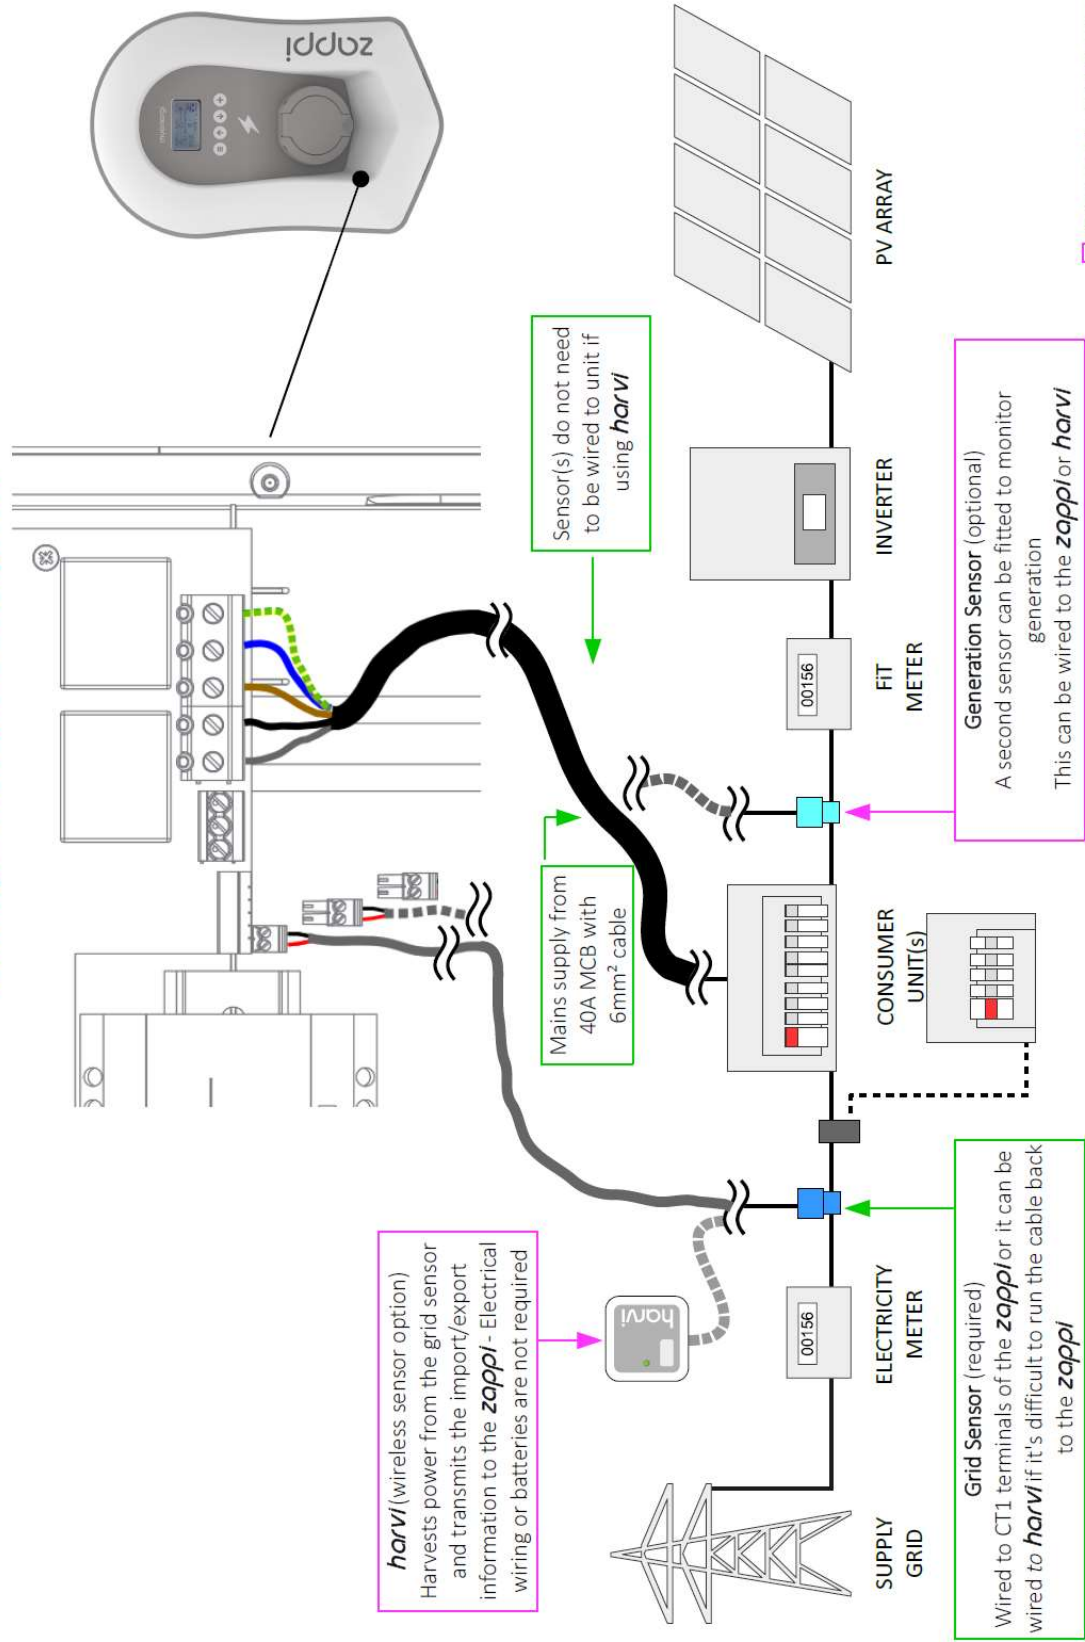 zappi
harvi (wireless sensor option)
Harvests power from the grid sensor
and transmits the import/export
information to the zappi - Electrical
wiring or batteries are not required
Mains supply from
40A MCB with
6mm² cable
Sensor(s) do not need
to be wired to unit if
using harvi
harvi
00156
00156
SUPPLY
GRID
ELECTRICITY
METER
CONSUMER
UNIT(s)
FiT
METER
INVERTER
PV ARRAY
Grid Sensor (required)
Wired to CT1 terminals of the zappi or it can be
wired to harvi if it's difficult to run the cable back
to the zappi
Generation Sensor (optional)
A second sensor can be fitted to monitor
generation
This can be wired to the zappi or harvi